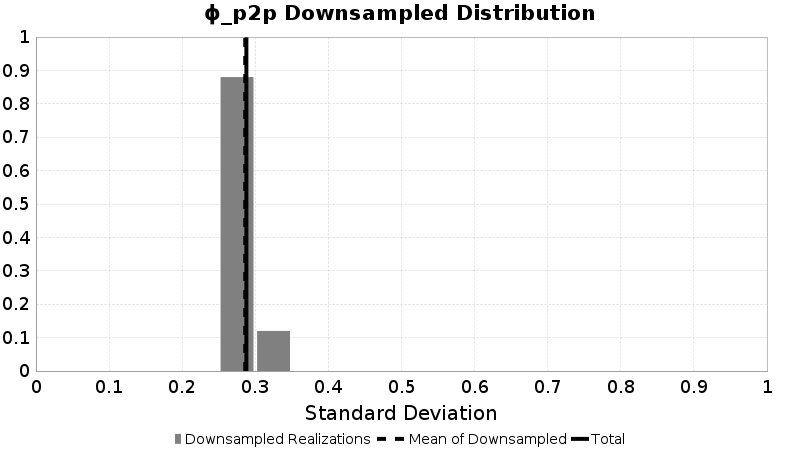 ϕ_p2p Downsampled Distribution
1
0.9
0.8
0.7
0.6
0.5
0.4
0.3
0.2
0.1
0
0 0.1 0.2 0.3 0.4 0.5 0.6 0.7 0.8 0.9 1
Standard Deviation
Downsampled Realizations Mean of Downsampled Total